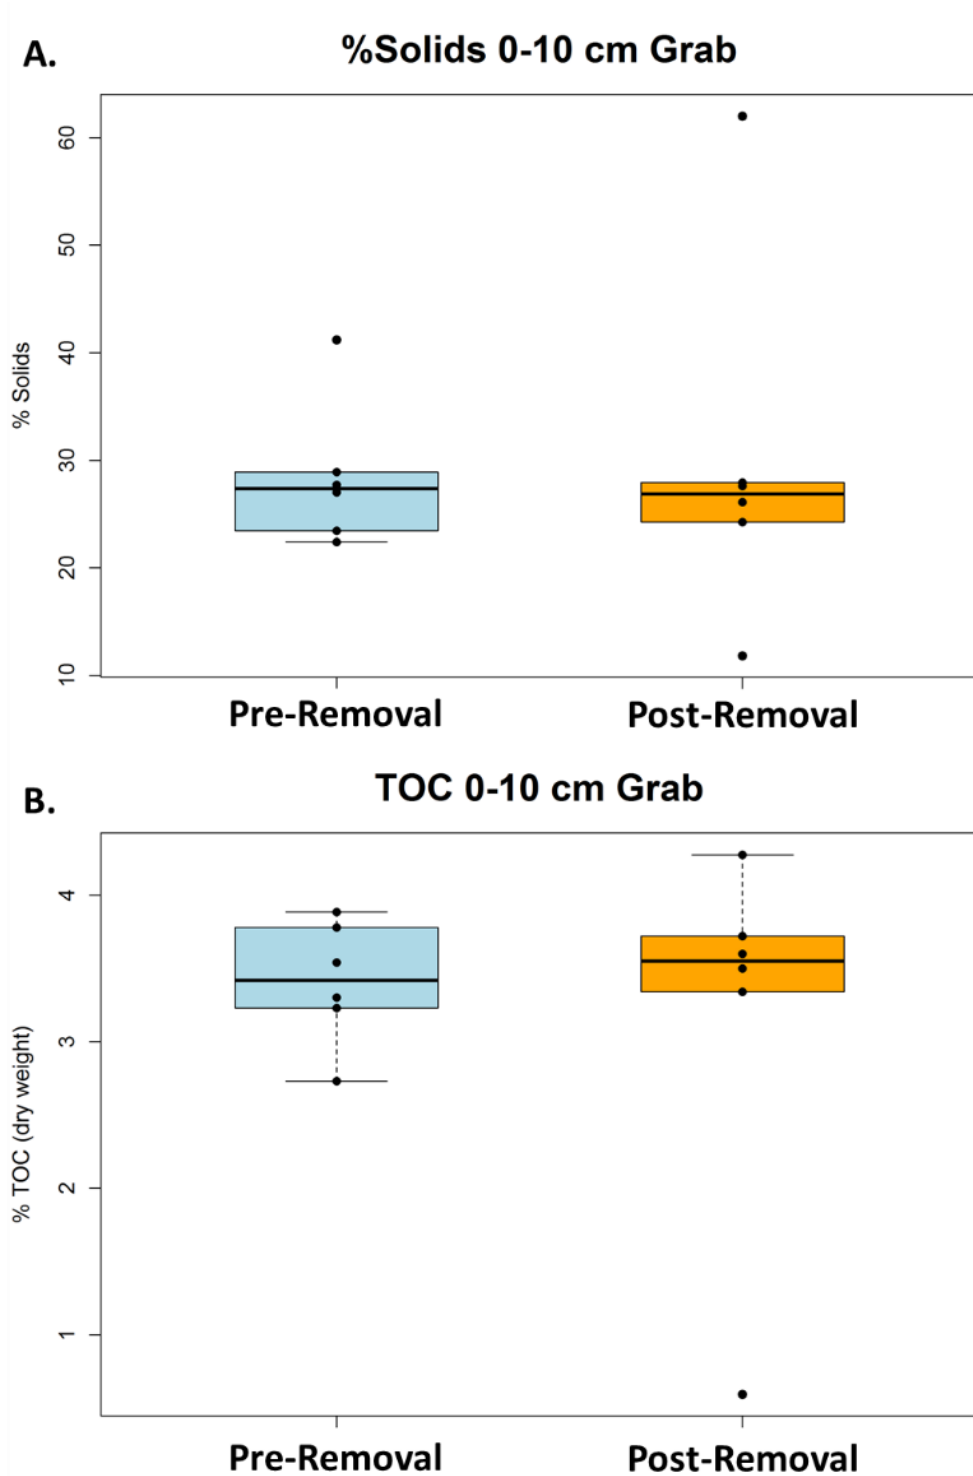 A.
%Solids 0-10 cm Grab
% Solids
60
50
40
30
20
10
Pre-Removal Post-Removal
B.
TOC 0-10 cm Grab
% TOC (dry weight)
4
3
2
1
Pre-Removal Post-Removal